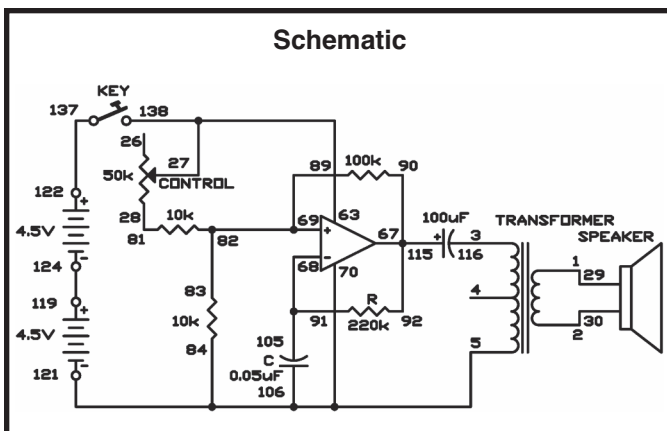 Schematic
KEY
137
138
26
27
50k
CONTROL
28
81
10k
82
89
100k
90
122
+
4.5V
-
124
69
+
63
67
68
-
70
100uF
+
115
116
3
TRANSFORMER
SPEAKER
4
5
1
29
30
2
119
+
4.5V
-
121
83
10k
84
91
R
220k
92
105
C
0.05uF
106